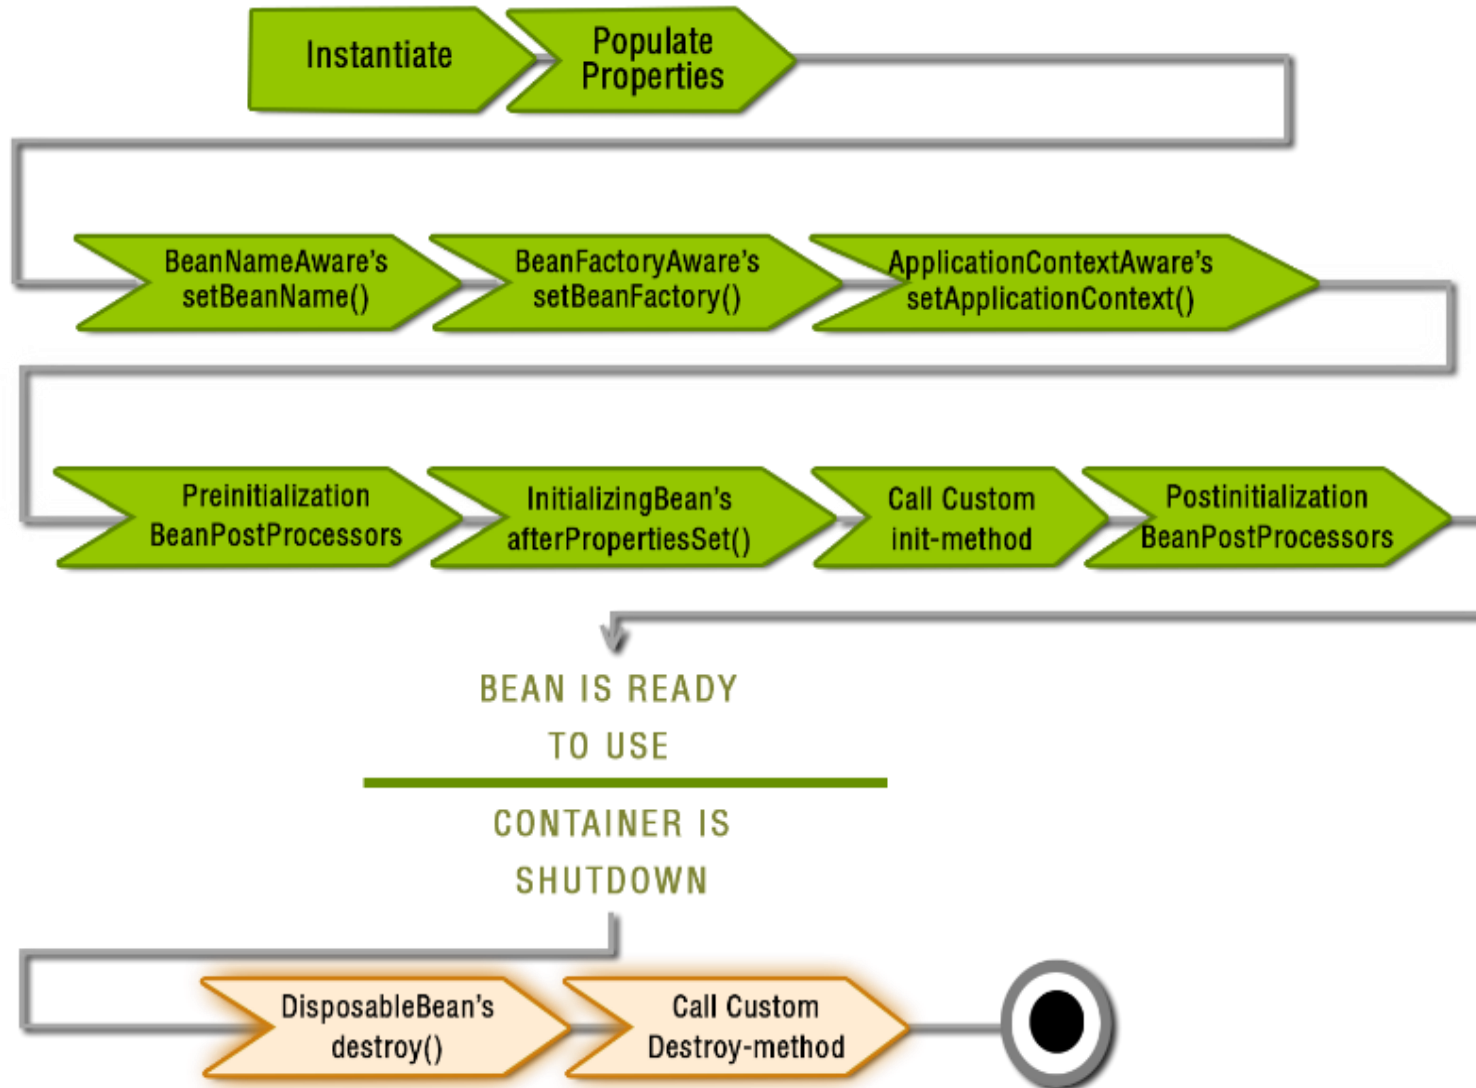 Instantiate
Populate
Properties
BeanNameAware's
setBeanName()
BeanFactoryAware's
setBeanFactory()
ApplicationContextAware's
setApplicationContext()
Preinitialization
BeanPostProcessors
InitializingBean's
afterPropertiesSet()
Call Custom
init-method
Postinitialization
BeanPostProcessors
BEAN IS READY
TO USE
CONTAINER IS
SHUTDOWN
DisposableBean's
destroy()
Call Custom
Destroy-method